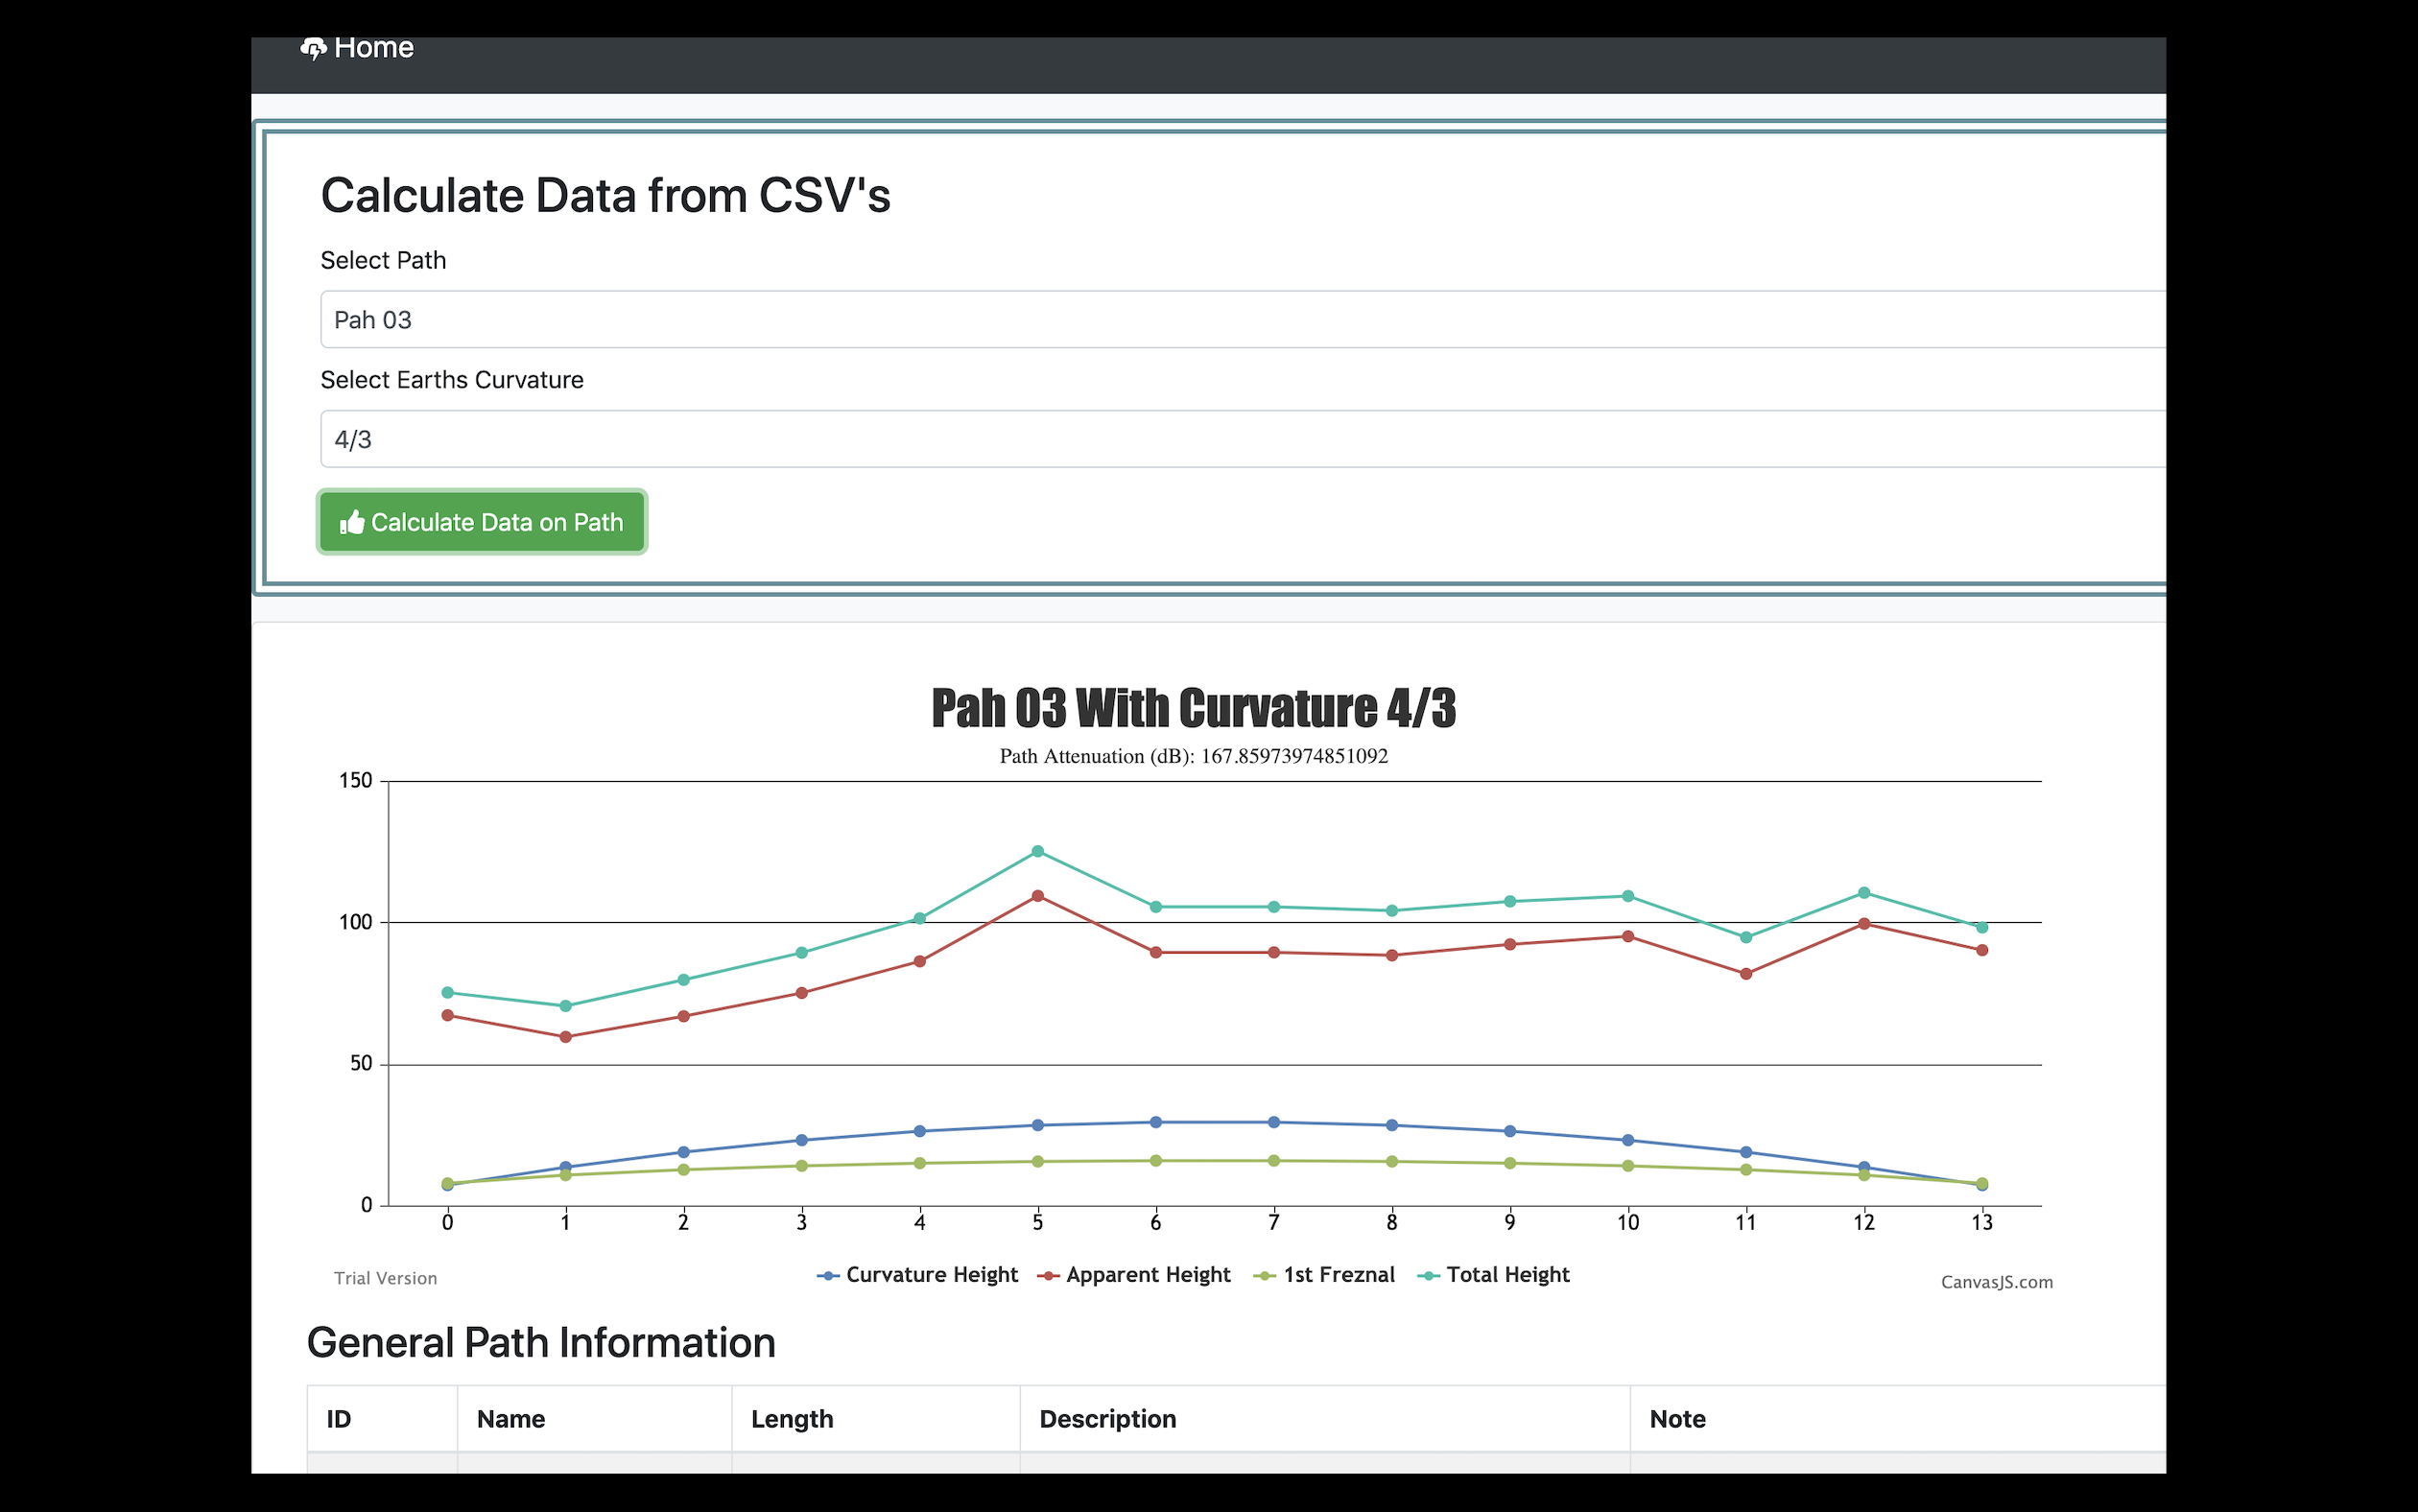 Home
Calculate Data from CSV's
Select Path
Pah 03
Select Earths Curvature
4/3
Calculate Data on Path
Pah 03 With Curvature 4/3
Path Attenuation (dB): 167.85973974851092
150
100
50
0
0 1 2 3 4 5 6 7 8 9 10 11 12 13
Curvature Height Apparent Height 1st Freznal Total Height
Trial Version CanvasJS.com
General Path Information
ID Name Length Description Note